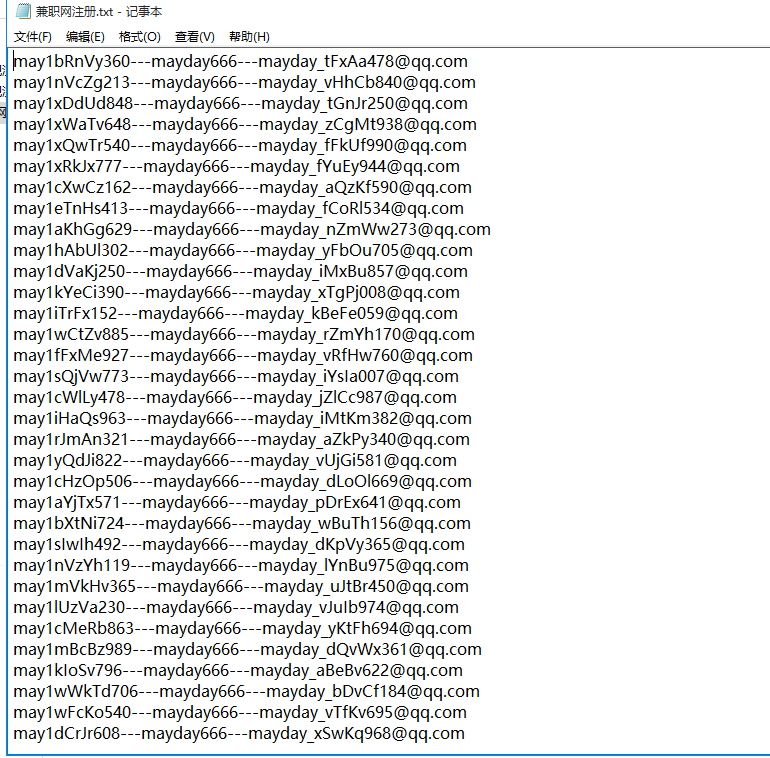 兼职网注册.txt - 记事本
文件(F) 编辑(E) 格式(O) 查看(V) 帮助(H)
may1bRnVy360---mayday666---mayday_tFxAa478@qq.com
may1nVcZg213---mayday666---mayday_vHhCb840@qq.com
may1xDdUd848---mayday666---mayday_tGnJr250@qq.com
may1xWaTv648---mayday666---mayday_zCgMt938@qq.com
may1xQwTr540---mayday666---mayday_fFkUf990@qq.com
may1xRkJx777---mayday666---mayday_fYuEy944@qq.com
may1cXwCz162---mayday666---mayday_aQzKf590@qq.com
may1eTnHs413---mayday666---mayday_fCoRl534@qq.com
may1aKhGg629---mayday666---mayday_nZmWw273@qq.com
may1hAbUl302---mayday666---mayday_yFbOu705@qq.com
may1dVaKj250---mayday666---mayday_iMxBu857@qq.com
may1kYeCi390---mayday666---mayday_xTgPj008@qq.com
may1iTrFx152---mayday666---mayday_kBeFe059@qq.com
may1wCtZv885---mayday666---mayday_rZmYh170@qq.com
may1fFxMe927---mayday666---mayday_vRfHw760@qq.com
may1sQjVw773---mayday666---mayday_iYsIa007@qq.com
may1cWlLy478---mayday666---mayday_jZlCc987@qq.com
may1iHaQs963---mayday666---mayday_iMtKm382@qq.com
may1rJmAn321---mayday666---mayday_aZkPy340@qq.com
may1yQdJi822---mayday666---mayday_vUjGi581@qq.com
may1cHzOp506---mayday666---mayday_dLoOl669@qq.com
may1aYjTx571---mayday666---mayday_pDrEx641@qq.com
may1bXtNi724---mayday666---mayday_wBuTh156@qq.com
may1sIwIh492---mayday666---mayday_dKpVy365@qq.com
may1nVzYh119---mayday666---mayday_lYnBu975@qq.com
may1mVkHv365---mayday666---mayday_uJtBr450@qq.com
may1lUzVa230---mayday666---mayday_vJuIb974@qq.com
may1cMeRb863---mayday666---mayday_yKtFh694@qq.com
may1mBcBz989---mayday666---mayday_dQvWx361@qq.com
may1kIoSv796---mayday666---mayday_aBeBv622@qq.com
may1wWkTd706---mayday666---mayday_bDvCf184@qq.com
may1wFcKo540---mayday666---mayday_vTfKv695@qq.com
may1dCrJr608---mayday666---mayday_xSwKq968@qq.com